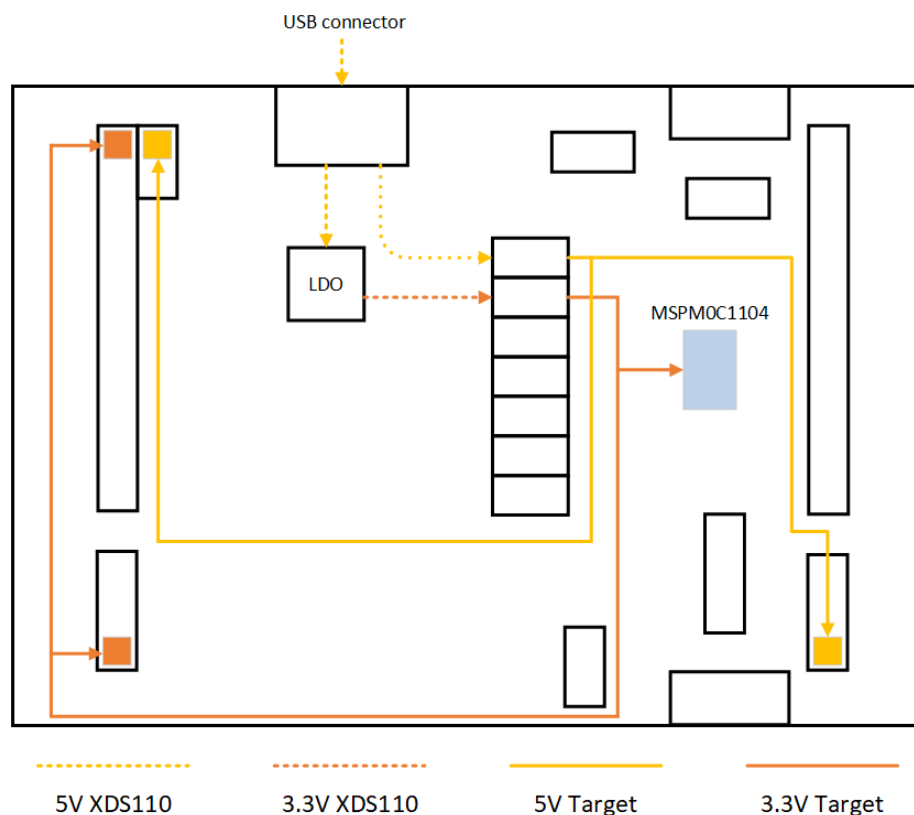 USB connector
LDO
MSPM0C1104
5V XDS110
3.3V XDS110
5V Target
3.3V Target